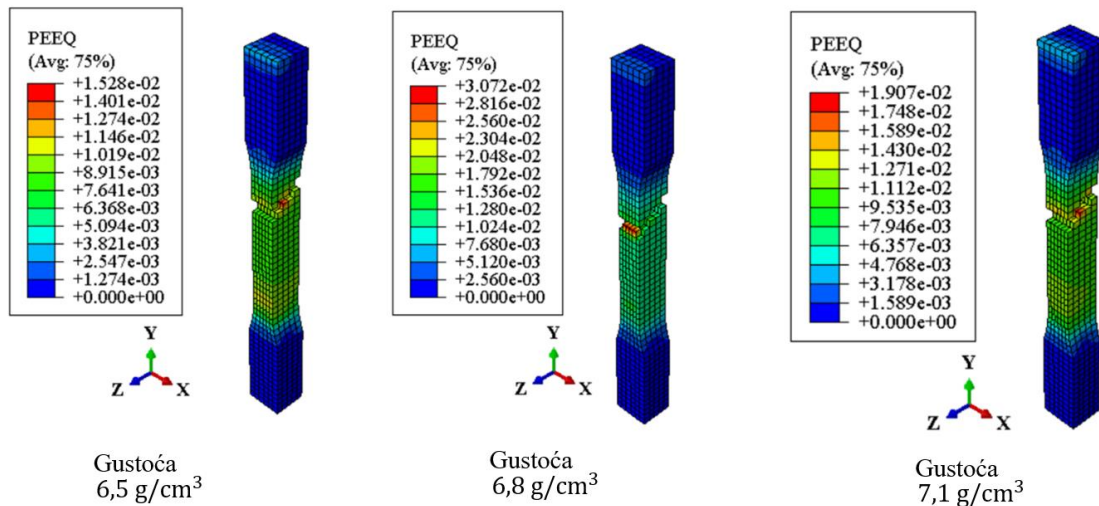 PEEQ
(Avg: 75%)
+1.528e-02
+1.401e-02
+1.274e-02
+1.146e-02
+1.019e-02
+8.915e-03
+7.641e-03
+6.368e-03
+5.094e-03
+3.821e-03
+2.547e-03
+1.274e-03
+0.000e+00
Y
Z
X
Gustoća
6,5 g/cm³
PEEQ
(Avg: 75%)
+3.072e-02
+2.816e-02
+2.560e-02
+2.304e-02
+2.048e-02
+1.792e-02
+1.536e-02
+1.280e-02
+1.024e-02
+7.680e-03
+5.120e-03
+2.560e-03
+0.000e+00
Y
Z
X
Gustoća
6,8 g/cm³
PEEQ
(Avg: 75%)
+1.907e-02
+1.748e-02
+1.589e-02
+1.430e-02
+1.271e-02
+1.112e-02
+9.535e-03
+7.946e-03
+6.357e-03
+4.768e-03
+3.178e-03
+1.589e-03
+0.000e+00
Y
Z
X
Gustoća
7,1 g/cm³